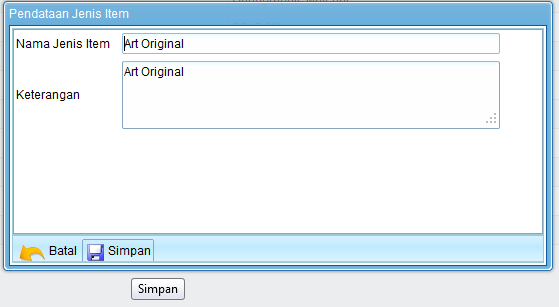 Pendataan Jenis Item
Nama Jenis Item Art Original
Art Original
Keterangan
Batal Simpan
Simpan